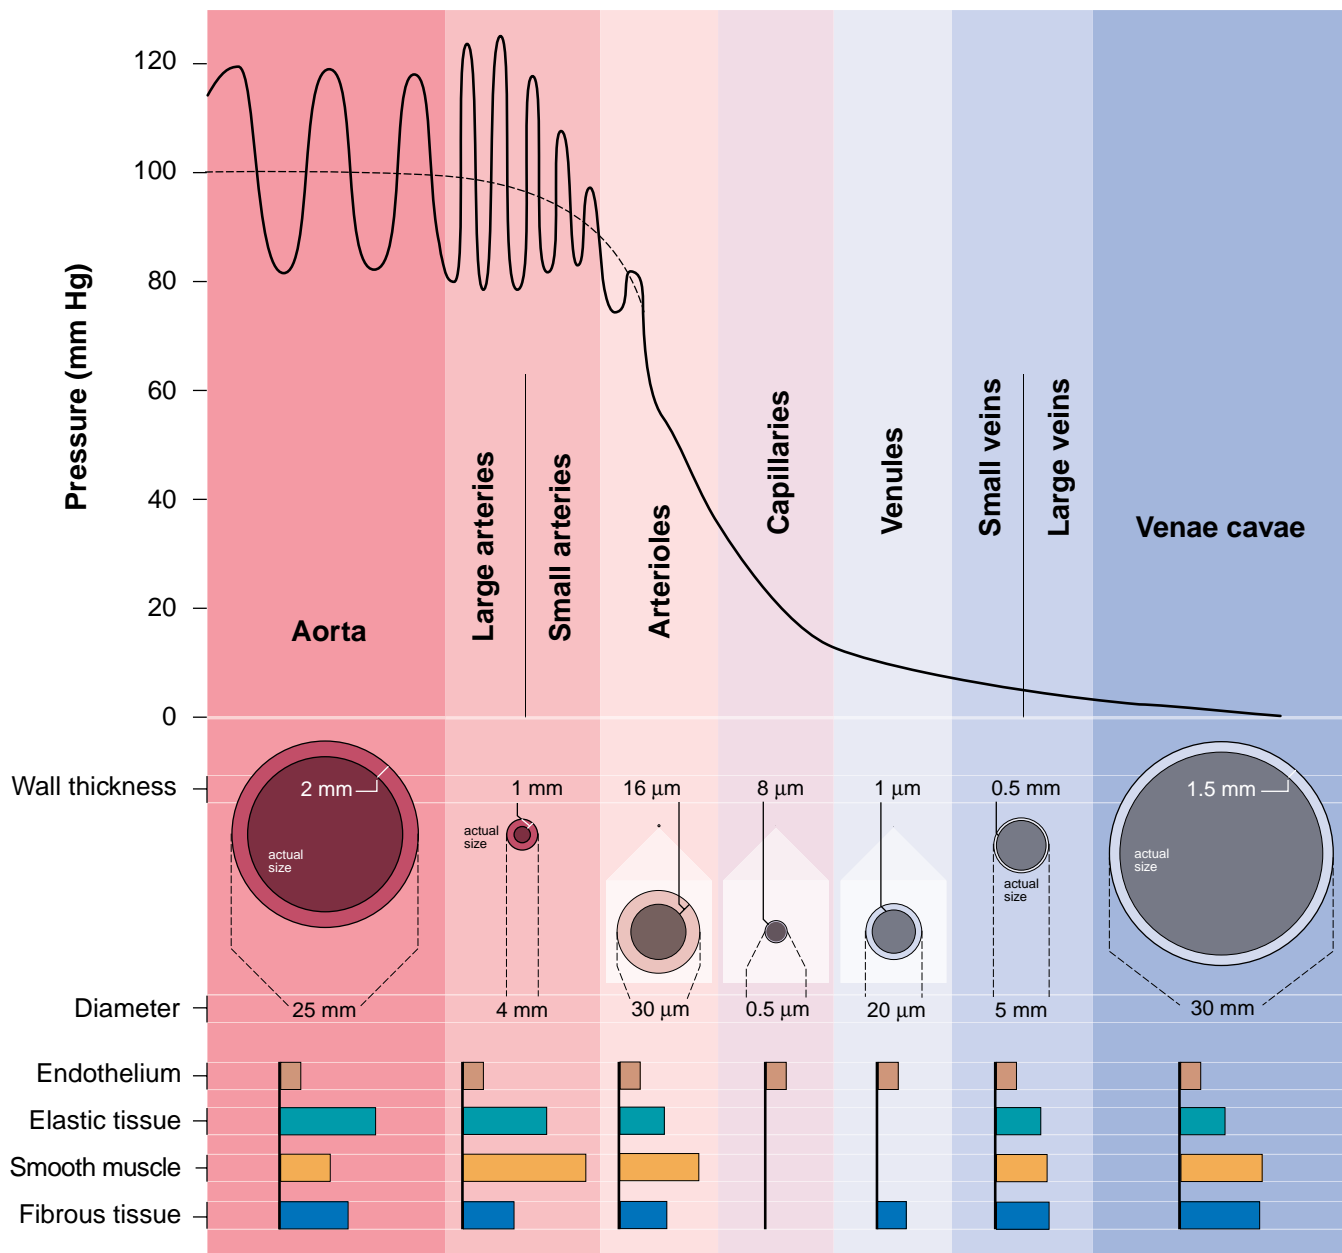 Pressure (mm Hg)
120
100
80
60
40
20
0
Aorta
Large arteries
Small arteries
Arterioles
Capillaries
Venules
Small veins
Large veins
Venae cavae
Wall thickness
2 mm
1 mm
16 µm
8 µm
1 µm
0.5 mm
1.5 mm
actual
size
actual
size
actual
size
actual
size
Diameter
25 mm
4 mm
30 µm
0.5 µm
20 µm
5 mm
30 mm
Endothelium
Elastic tissue
Smooth muscle
Fibrous tissue